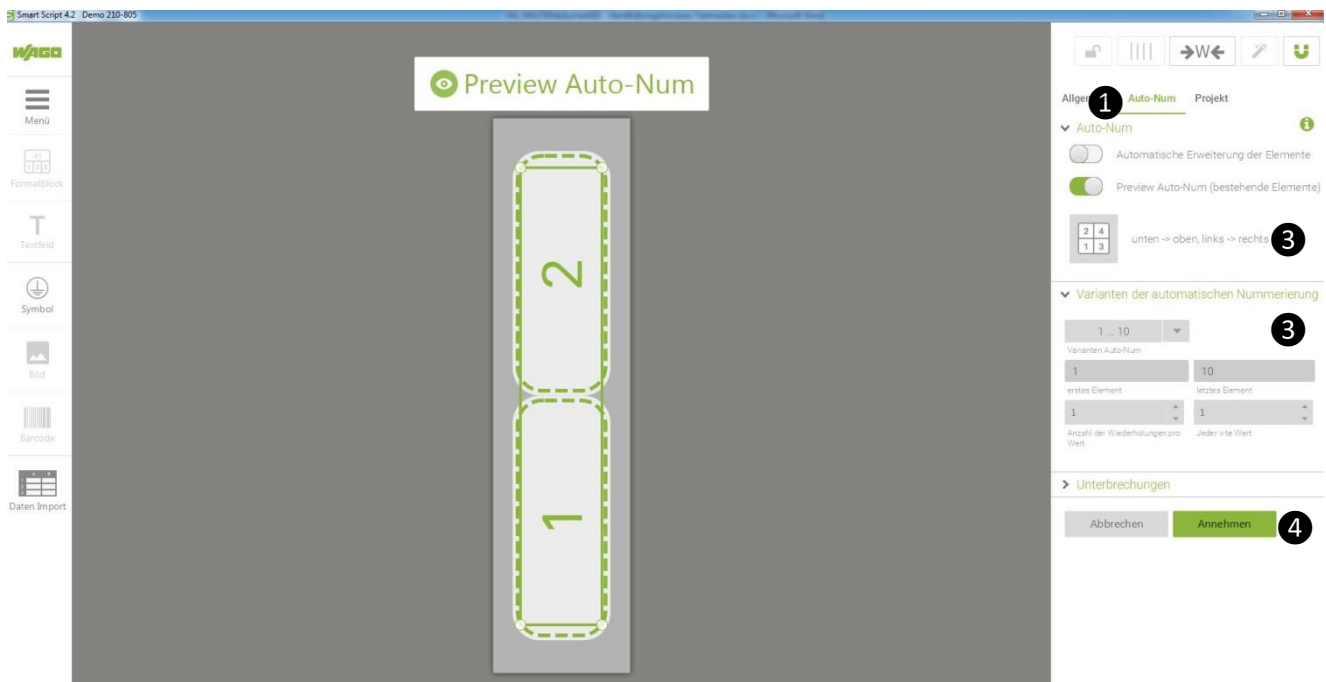 Smart Script 4.2 Demo 210-805
WAGO
Menü
Formatblock
Textfeld
Symbol
Bild
Barcode
Daten Import
Preview Auto-Num
2
1
W
1 Auto-Num Projekt
Auto-Num
Automatische Erweiterung der Elemente
Preview Auto-Num (bestehende Elemente)
2 4
1 3
unten -> oben, links -> rechts 3
Varianten der automatischen Nummerierung
1 ... 10 3
Varianten Auto-Num
1 10
erstes Element letztes Element
1 1
Anzahl der Wiederholungen pro Jeder x-te Wert
Wert
Unterbrechungen
Abbrechen Annehmen 4